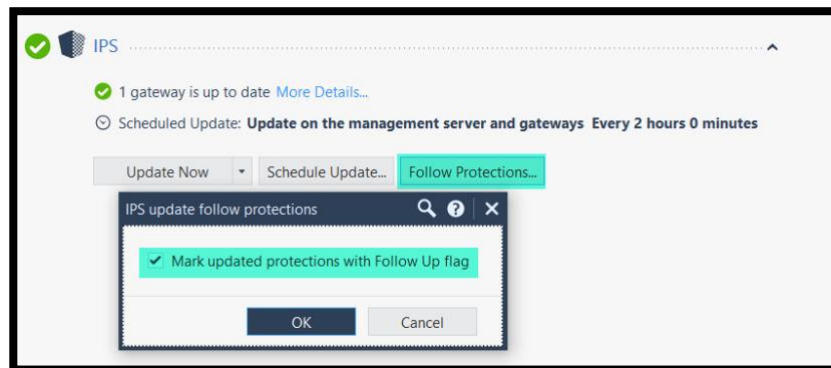 IPS
1 gateway is up to date More Details...
Scheduled Update: Update on the management server and gateways Every 2 hours 0 minutes
Update Now Schedule Update... Follow Protections...
IPS update follow protections
Mark updated protections with Follow Up flag
OK Cancel